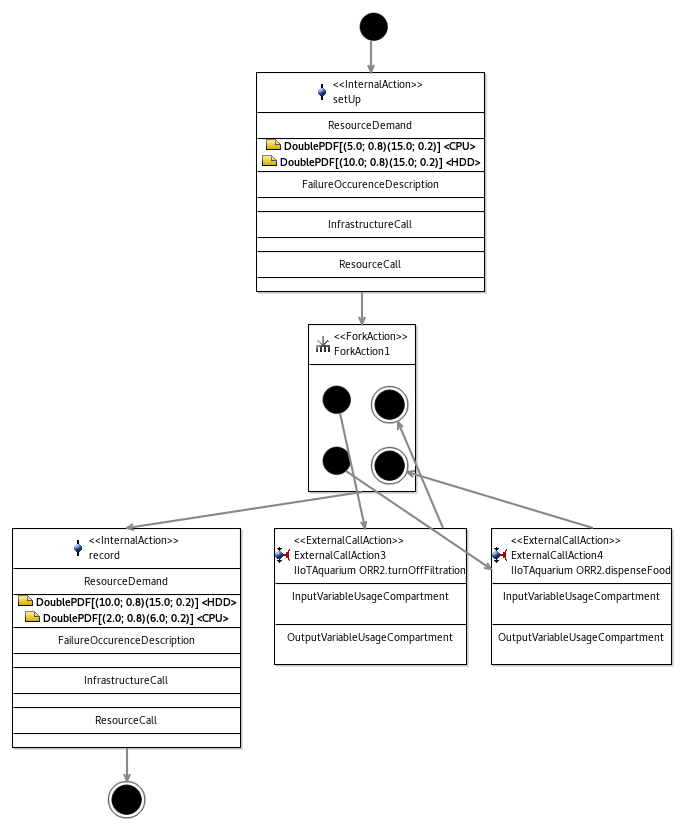 <<InternalAction>>
setUp
ResourceDemand
DoublePDF[(5.0; 0.8)(15.0; 0.2)] <CPU>
DoublePDF[(10.0; 0.8)(15.0; 0.2)] <HDD>
FailureOccurenceDescription
InfrastructureCall
ResourceCall
<<ForkAction>>
ForkAction1
<<InternalAction>>
record
ResourceDemand
DoublePDF[(10.0; 0.8)(15.0; 0.2)] <HDD>
DoublePDF[(2.0; 0.8)(6.0; 0.2)] <CPU>
FailureOccurenceDescription
InfrastructureCall
ResourceCall
<<ExternalCallAction>>
ExternalCallAction3
IIoTAquarium ORR2.turnOffFiltration
InputVariableUsageCompartment
OutputVariableUsageCompartment
<<ExternalCallAction>>
ExternalCallAction4
IIoTAquarium ORR2.dispenseFood
InputVariableUsageCompartment
OutputVariableUsageCompartment